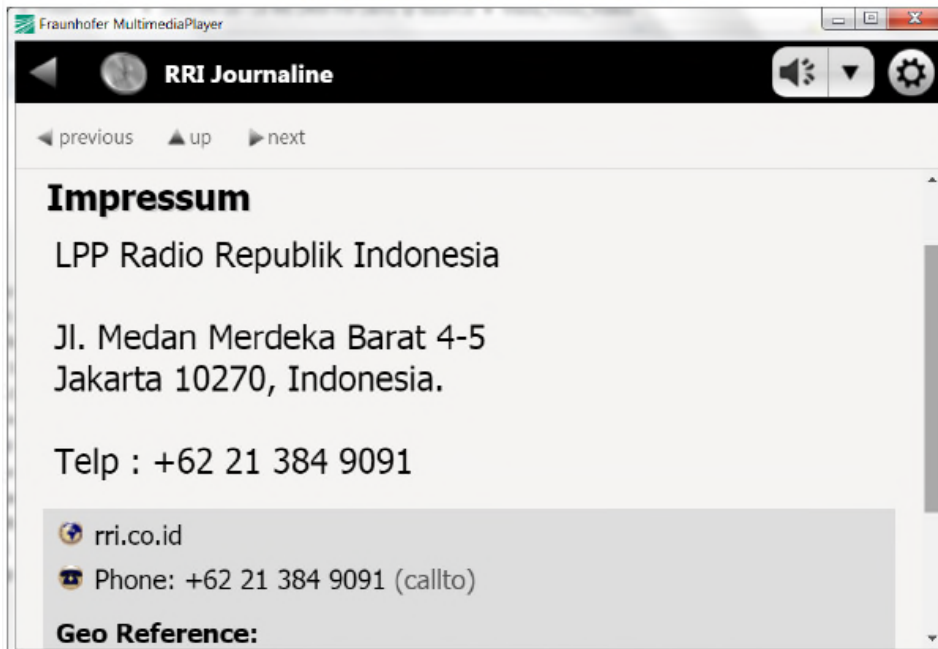 Fraunhofer MultimediaPlayer
RRI Journaline
previous up next
Impressum
LPP Radio Republik Indonesia
Jl. Medan Merdeka Barat 4-5
Jakarta 10270, Indonesia.
Telp : +62 21 384 9091
rri.co.id
Phone: +62 21 384 9091 (callto)
Geo Reference: